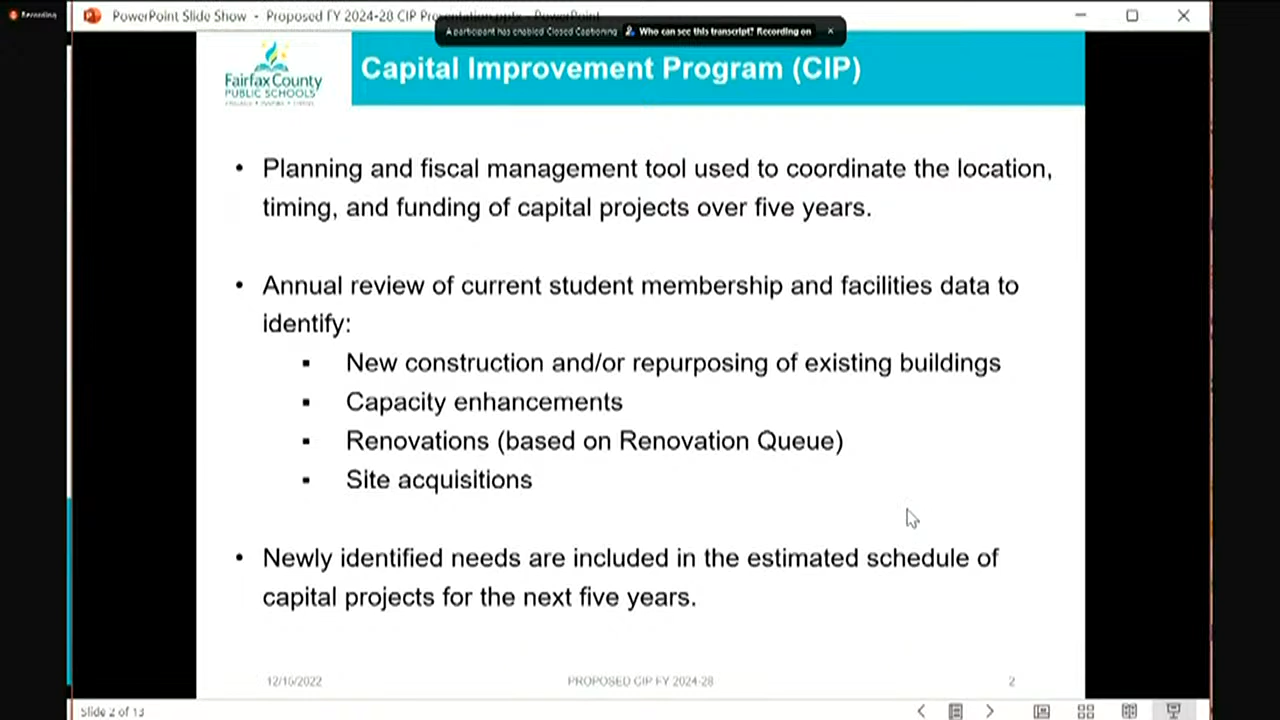 Recording
PowerPoint Slide Show - Proposed FY 2024-28 CIP Presentation.pptx - PowerPoint
A participant has enabled Closed Captioning Who can see this transcript? Recording on
Fairfax County
PUBLIC SCHOOLS
Capital Improvement Program (CIP)
• Planning and fiscal management tool used to coordinate the location,
timing, and funding of capital projects over five years.
• Annual review of current student membership and facilities data to
identify:
▪ New construction and/or repurposing of existing buildings
▪ Capacity enhancements
▪ Renovations (based on Renovation Queue)
▪ Site acquisitions
• Newly identified needs are included in the estimated schedule of
capital projects for the next five years.
PROPOSED CIP FY 2024-28
2
Slide 2 of 13